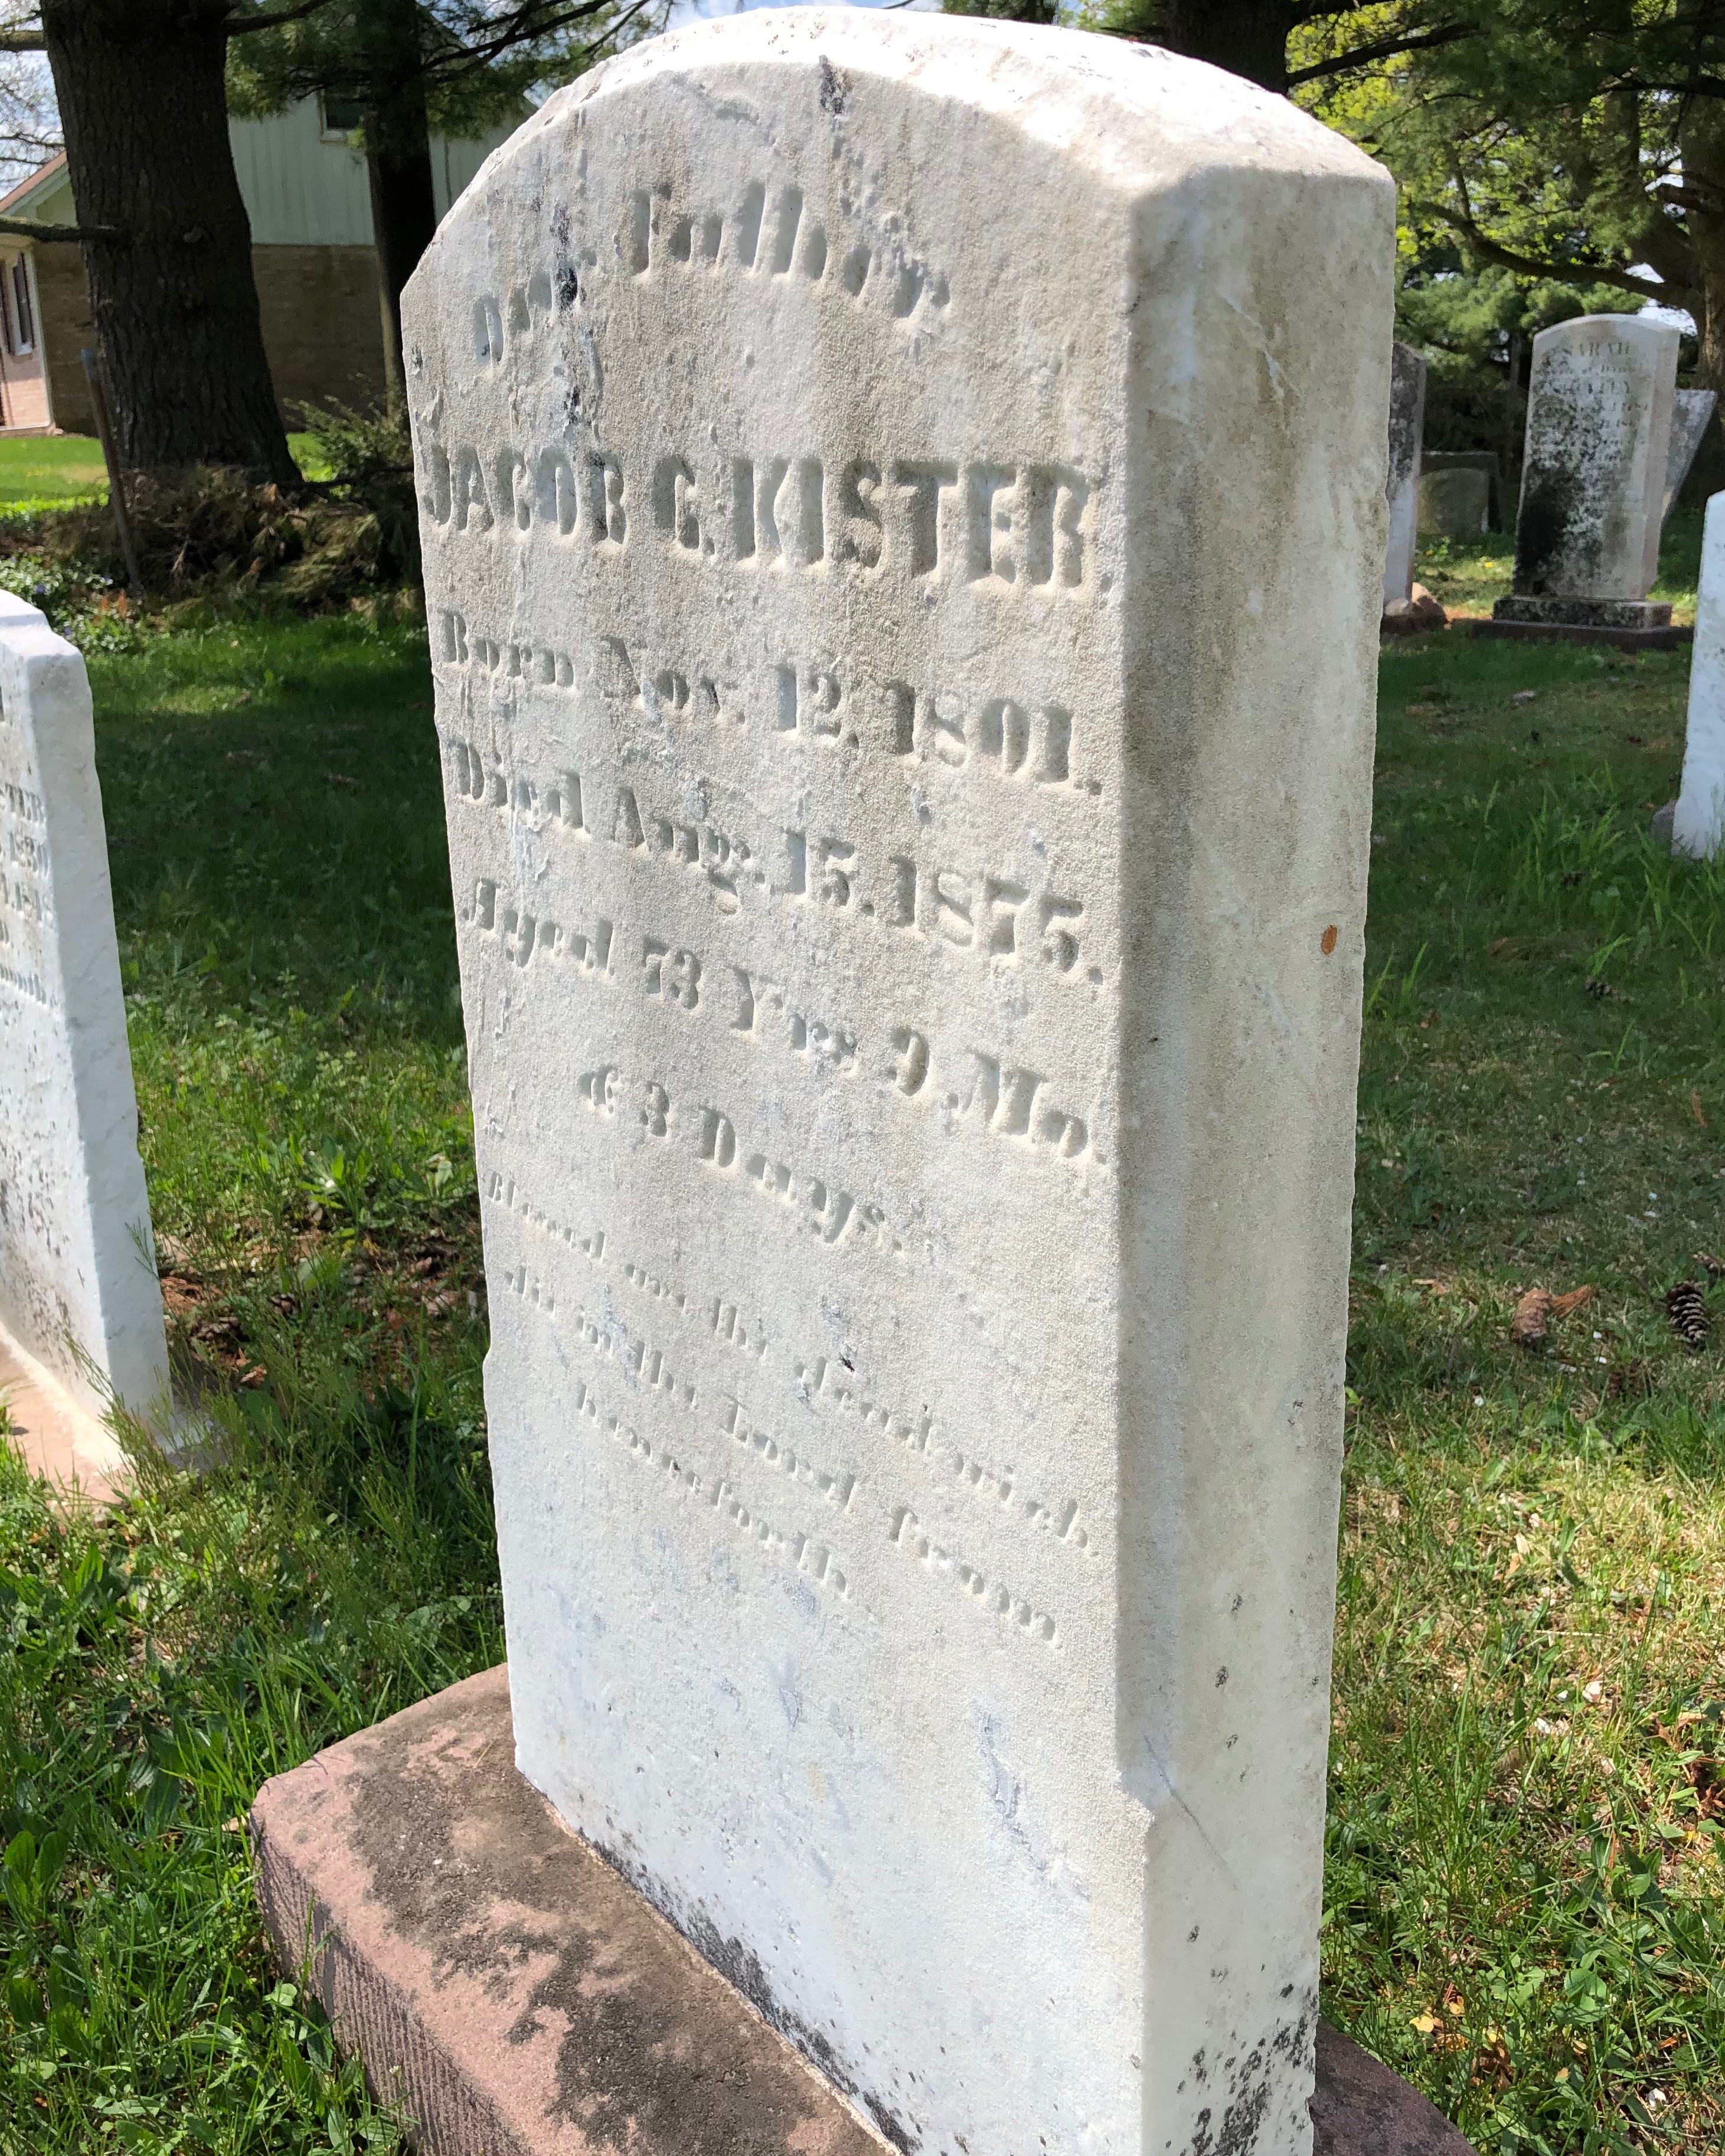 Our Father
JACOB G. KISTER
Born Nov. 12, 1801.
Died Aug. 15, 1875.
Aged 73 Yrs 9 Mo.
& 3 Days.
Blessed are the dead which
die in the Lord from
henceforth.
SARAH